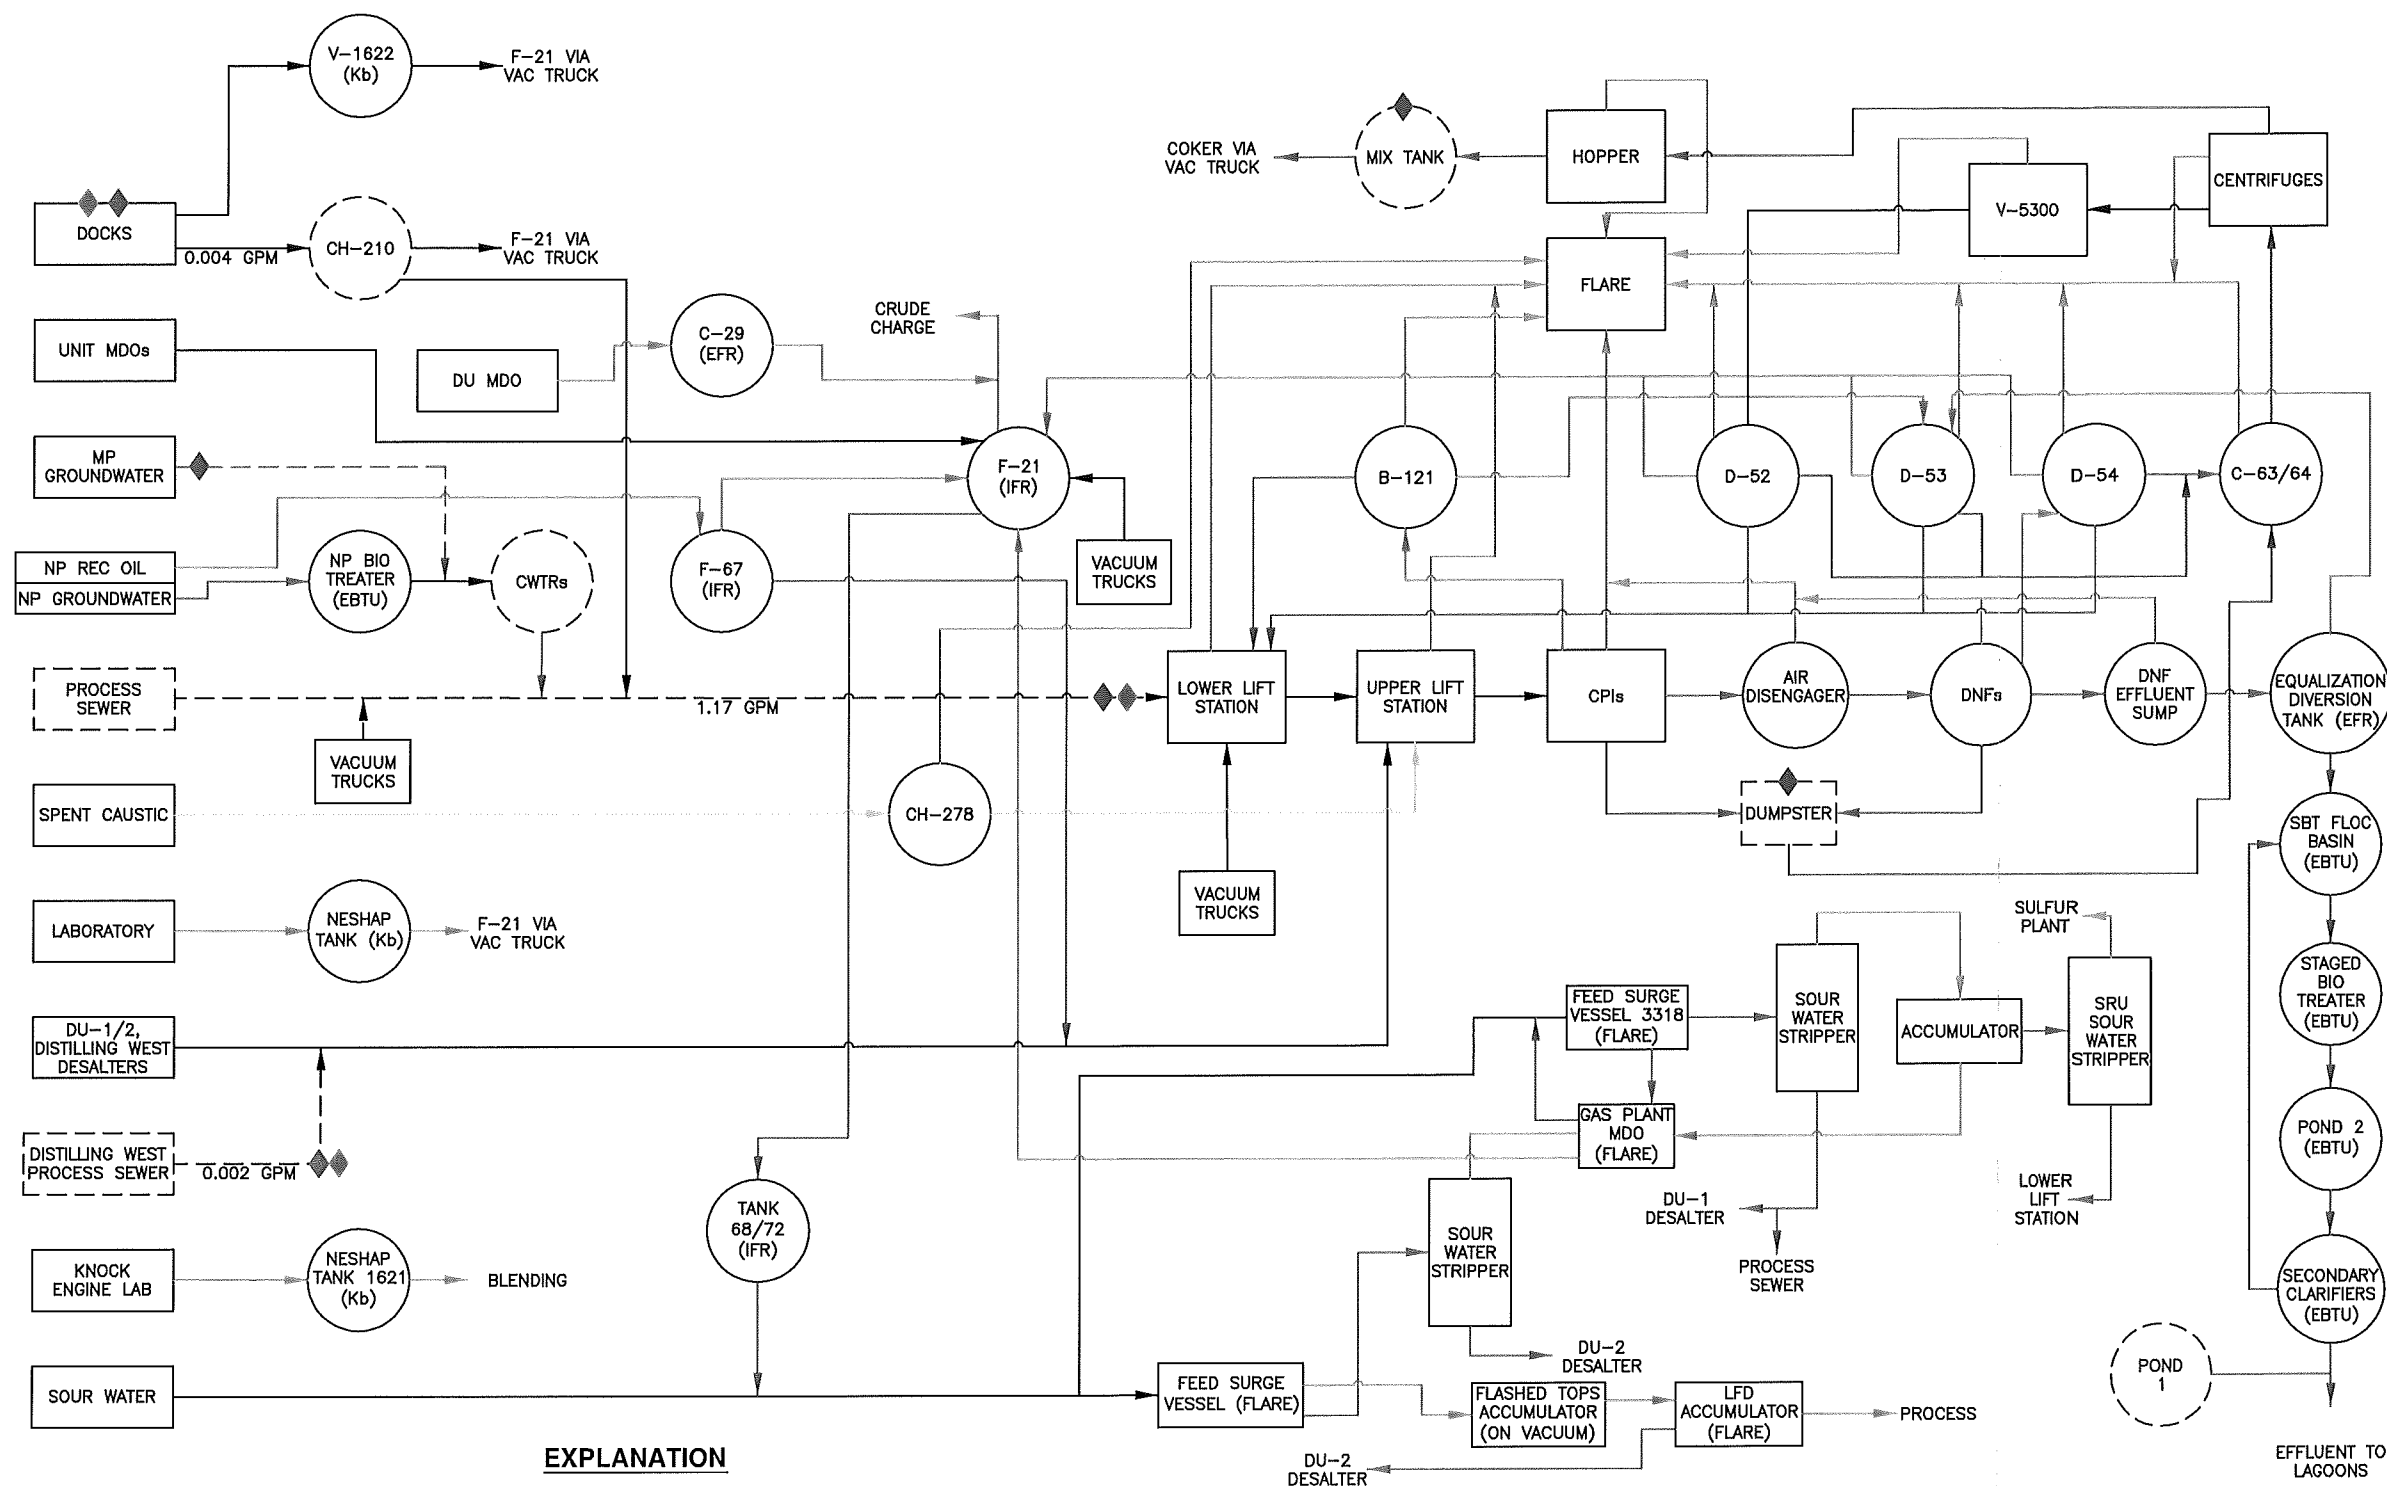 V-1622
(Kb)
F-21 VIA
VAC TRUCK
DOCKS
0.004 GPM
CH-210
F-21 VIA
VAC TRUCK
COKER VIA
VAC TRUCK
MIX TANK
HOPPER
CENTRIFUGES
V-5300
FLARE
UNIT MDOs
DU MDO
C-29
(EFR)
CRUDE
CHARGE
MP
GROUNDWATER
F-21
(IFR)
B-121
D-52
D-53
D-54
C-63/64
NP REC OIL
NP GROUNDWATER
NP BIO
TREATER
(EBTU)
CWTRs
F-67
(IFR)
VACUUM
TRUCKS
PROCESS
SEWER
1.17 GPM
LOWER LIFT
STATION
UPPER LIFT
STATION
CPIs
AIR
DISENGAGER
DNFs
DNF
EFFLUENT
SUMP
EQUALIZATION
DIVERSION
TANK (EFR)
VACUUM
TRUCKS
SPENT CAUSTIC
CH-278
DUMPSTER
SBT FLOC
BASIN
(EBTU)
VACUUM
TRUCKS
LABORATORY
NESHAP
TANK (Kb)
F-21 VIA
VAC TRUCK
SULFUR
PLANT
STAGED
BIO
TREATER
(EBTU)
DU-1/2,
DISTILLING WEST
DESALTERS
FEED SURGE
VESSEL 3318
(FLARE)
SOUR
WATER
STRIPPER
ACCUMULATOR
SRU
SOUR
WATER
STRIPPER
DISTILLING WEST
PROCESS SEWER
0.002 GPM
GAS PLANT
MDO
(FLARE)
POND 2
(EBTU)
TANK
68/72
(IFR)
SOUR
WATER
STRIPPER
DU-1
DESALTER
PROCESS
SEWER
LOWER
LIFT
STATION
KNOCK
ENGINE LAB
NESHAP
TANK 1621
(Kb)
BLENDING
SECONDARY
CLARIFIERS
(EBTU)
DU-2
DESALTER
POND
1
SOUR WATER
FEED SURGE
VESSEL (FLARE)
FLASHED TOPS
ACCUMULATOR
(ON VACUUM)
LFD
ACCUMULATOR
(FLARE)
PROCESS
DU-2
DESALTER
EFFLUENT TO
LAGOONS
EXPLANATION